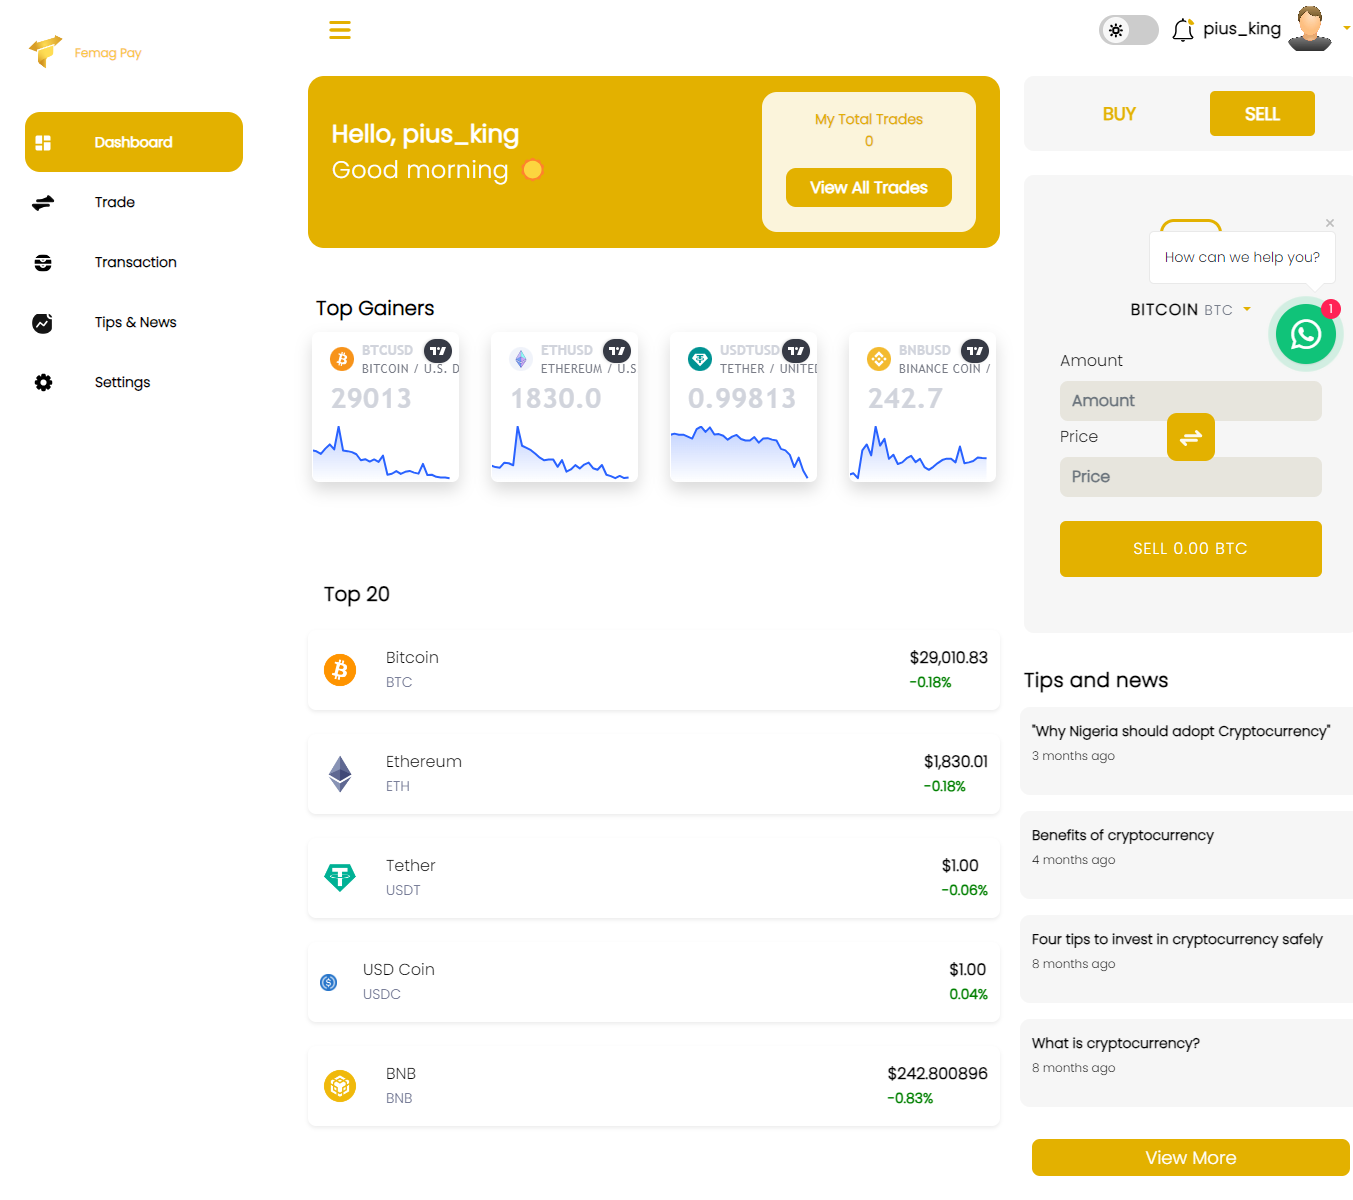 Femag Pay
Dashboard
Trade
Transaction
Tips & News
Settings
pius_king
Hello, pius_king
Good morning
My Total Trades
0
View All Trades
Top Gainers
BTCUSD
BITCOIN / U.S. D
29013
ETHUSD
ETHEREUM / U.S
1830.0
USDTUSD
TETHER / UNITED
0.99813
BNBUSD
BINANCE COIN /
242.7
Top 20
Bitcoin
BTC
$29,010.83
-0.18%
Ethereum
ETH
$1,830.01
-0.18%
Tether
USDT
$1.00
-0.06%
USD Coin
USDC
$1.00
0.04%
BNB
BNB
$242.800896
-0.83%
BUY
SELL
×
How can we help you?
1
BITCOIN BTC
Amount
Amount
Price
Price
SELL 0.00 BTC
Tips and news
"Why Nigeria should adopt Cryptocurrency"
3 months ago
Benefits of cryptocurrency
4 months ago
Four tips to invest in cryptocurrency safely
8 months ago
What is cryptocurrency?
8 months ago
View More